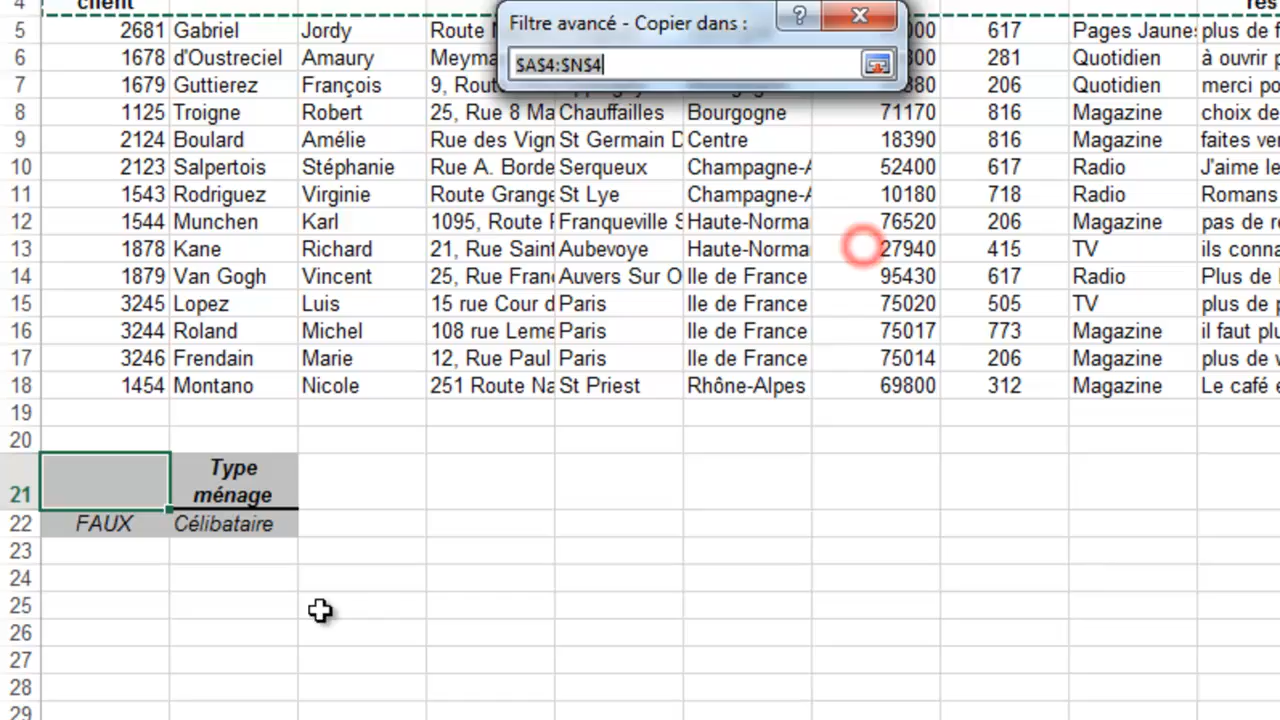 4 client rés
Filtre avancé - Copier dans :
$A$4:$N$4
5 2681 Gabriel Jordy Route 000 617 Pages Jaunes plus de f
6 1678 d'Oustreciel Amaury Meyma 300 281 Quotidien à ouvrir p
7 1679 Guttierez François 9, Rout 380 206 Quotidien merci po
8 1125 Troigne Robert 25, Rue 8 Ma Chauffailles Bourgogne 71170 816 Magazine choix de
9 2124 Boulard Amélie Rue des Vign St Germain D Centre 18390 816 Magazine faites ver
10 2123 Salpertois Stéphanie Rue A. Borde Serqueux Champagne-A 52400 617 Radio J'aime le
11 1543 Rodriguez Virginie Route Grange St Lye Champagne-A 10180 718 Radio Romans
12 1544 Munchen Karl 1095, Route F Franqueville S Haute-Norma 76520 206 Magazine pas de re
13 1878 Kane Richard 21, Rue Saint Aubevoye Haute-Norma 27940 415 TV ils conna
14 1879 Van Gogh Vincent 25, Rue Fran Auvers Sur O Ile de France 95430 617 Radio Plus de
15 3245 Lopez Luis 15 rue Cour d Paris Ile de France 75020 505 TV plus de p
16 3244 Roland Michel 108 rue Leme Paris Ile de France 75017 773 Magazine il faut plu
17 3246 Frendain Marie 12, Rue Paul Paris Ile de France 75014 206 Magazine plus de v
18 1454 Montano Nicole 251 Route Na St Priest Rhône-Alpes 69800 312 Magazine Le café e
19
20
Type
21 ménage
22 FAUX Célibataire
23
24
25
26
27
28
29